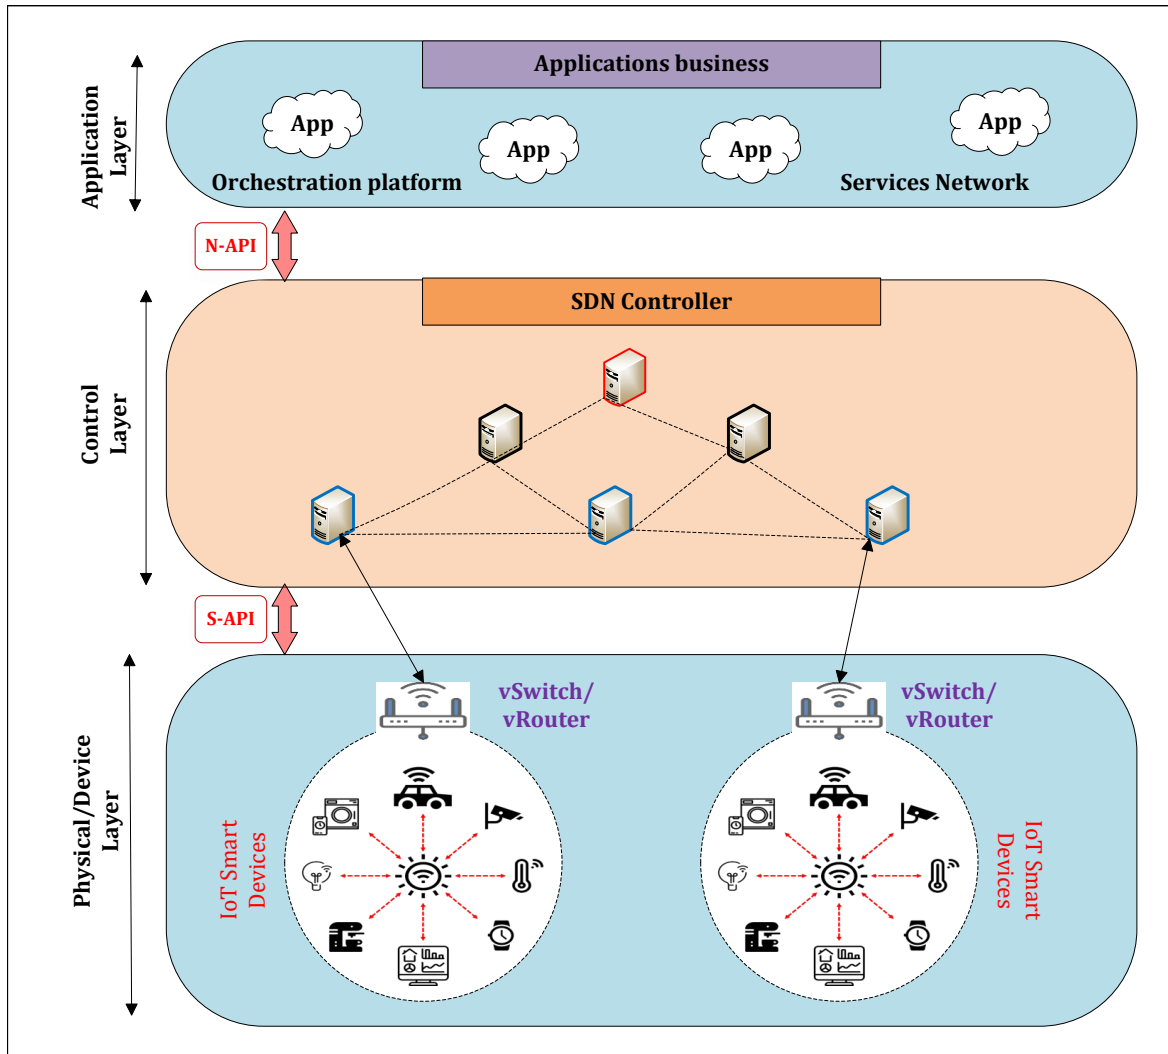 Applications business
App
App
App
App
Orchestration platform
Services Network
Application
Layer
N-API
SDN Controller
Control
Layer
S-API
vSwitch/
vRouter
vSwitch/
vRouter
Physical/Device
Layer
IoT Smart
Devices
IoT Smart
Devices